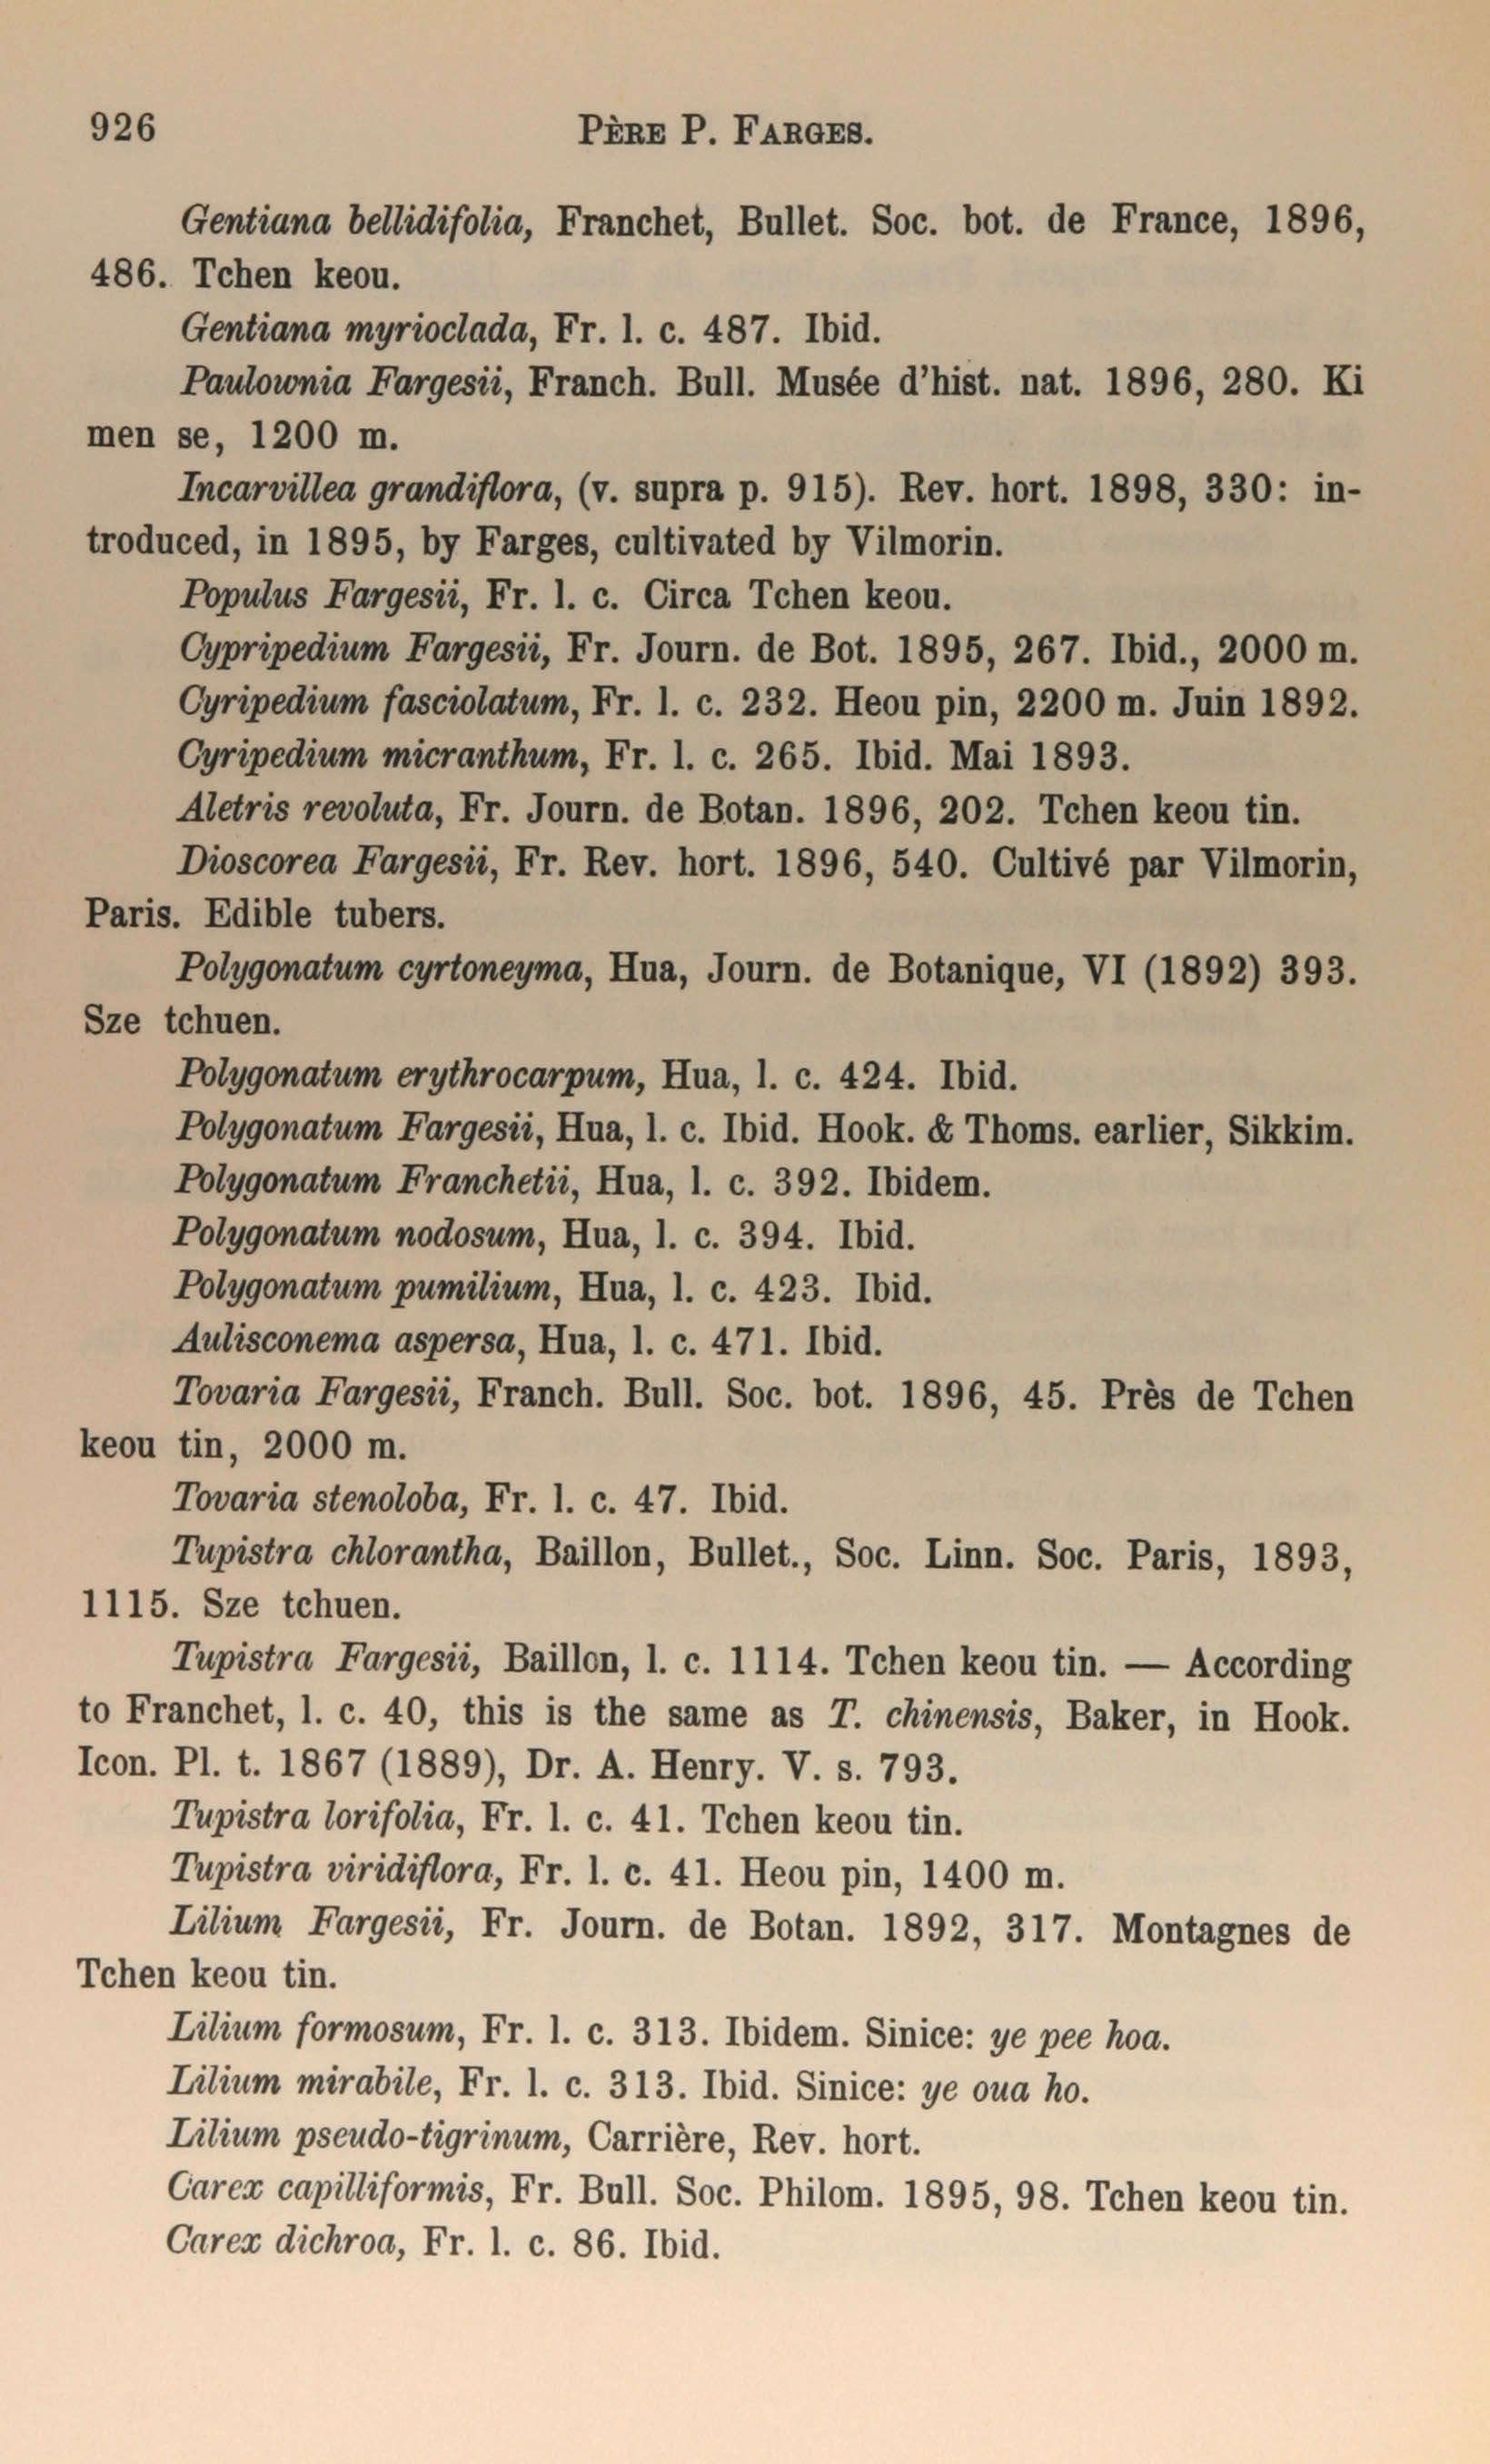 926
PÈRE P. FARGES.
Gentiana bellidifolia, Franchet, Bullet. Soc. bot. de France, 1896,
486. Tchen keou.
Gentiana myrioclada, Fr. l. c. 487. Ibid.
Paulownia Fargesii, Franch. Bull. Musée d'hist. nat. 1896, 280. Ki
men se, 1200 m.
Incarvillea grandiflora, (v. supra p. 915). Rev. hort. 1898, 330: in-
troduced, in 1895, by Farges, cultivated by Vilmorin.
Populus Fargesii, Fr. l. c. Circa Tchen keou.
Cypripedium Fargesii, Fr. Journ. de Bot. 1895, 267. Ibid., 2000 m.
Cyripedium fasciolatum, Fr. l. c. 232. Heou pin, 2200 m. Juin 1892.
Cyripedium micranthum, Fr. l. c. 265. Ibid. Mai 1893.
Aletris revoluta, Fr. Journ. de Botan. 1896, 202. Tchen keou tin.
Dioscorea Fargesii, Fr. Rev. hort. 1896, 540. Cultivé par Vilmorin,
Paris. Edible tubers.
Polygonatum cyrtoneyma, Hua, Journ. de Botanique, VI (1892) 393.
Sze tchuen.
Polygonatum erythrocarpum, Hua, l. c. 424. Ibid.
Polygonatum Fargesii, Hua, l. c. Ibid. Hook. & Thoms. earlier, Sikkim.
Polygonatum Franchetii, Hua, l. c. 392. Ibidem.
Polygonatum nodosum, Hua, l. c. 394. Ibid.
Polygonatum pumilium, Hua, l. c. 423. Ibid.
Aulisconema aspersa, Hua, l. c. 471. Ibid.
Tovaria Fargesii, Franch. Bull. Soc. bot. 1896, 45. Près de Tchen
keou tin, 2000 m.
Tovaria stenoloba, Fr. l. c. 47. Ibid.
Tupistra chlorantha, Baillon, Bullet., Soc. Linn. Soc. Paris, 1893,
1115. Sze tchuen.
Tupistra Fargesii, Baillon, l. c. 1114. Tchen keou tin. — According
to Franchet, l. c. 40, this is the same as T. chinensis, Baker, in Hook.
Icon. Pl. t. 1867 (1889), Dr. A. Henry. V. s. 793.
Tupistra lorifolia, Fr. l. c. 41. Tchen keou tin.
Tupistra viridiflora, Fr. l. c. 41. Heou pin, 1400 m.
Lilium Fargesii, Fr. Journ. de Botan. 1892, 317. Montagnes de
Tchen keou tin.
Lilium formosum, Fr. l. c. 313. Ibidem. Sinice: ye pee hoa.
Lilium mirabile, Fr. l. c. 313. Ibid. Sinice: ye oua ho.
Lilium pseudo-tigrinum, Carrière, Rev. hort.
Carex capilliformis, Fr. Bull. Soc. Philom. 1895, 98. Tchen keou tin.
Carex dichroa, Fr. l. c. 86. Ibid.